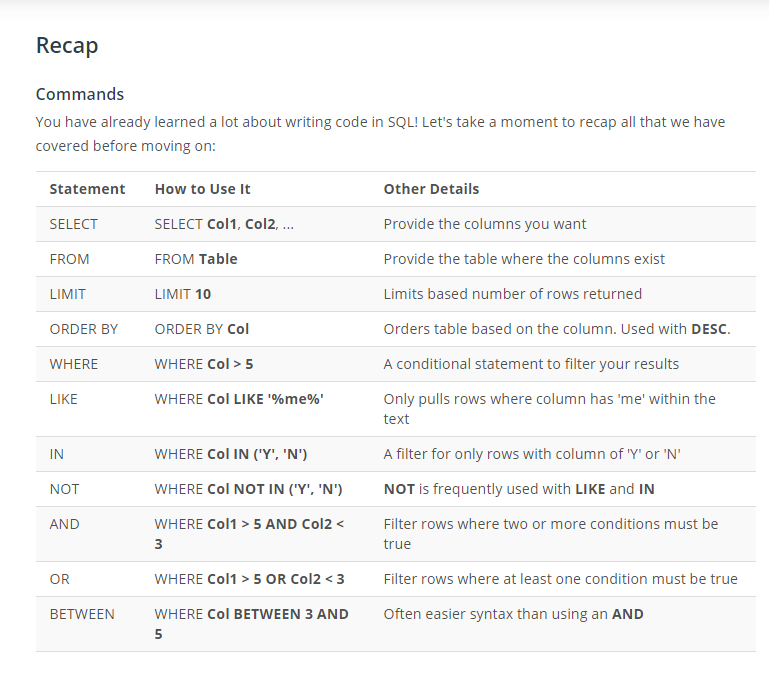 Recap
Commands
You have already learned a lot about writing code in SQL! Let's take a moment to recap all that we have
covered before moving on:
Statement How to Use It Other Details
SELECT SELECT Col1, Col2, ... Provide the columns you want
FROM FROM Table Provide the table where the columns exist
LIMIT LIMIT 10 Limits based number of rows returned
ORDER BY ORDER BY Col Orders table based on the column. Used with DESC.
WHERE WHERE Col > 5 A conditional statement to filter your results
LIKE WHERE Col LIKE '%me%' Only pulls rows where column has 'me' within the
text
IN WHERE Col IN ('Y', 'N') A filter for only rows with column of 'Y' or 'N'
NOT WHERE Col NOT IN ('Y', 'N') NOT is frequently used with LIKE and IN
AND WHERE Col1 > 5 AND Col2 < Filter rows where two or more conditions must be
3 true
OR WHERE Col1 > 5 OR Col2 < 3 Filter rows where at least one condition must be true
BETWEEN WHERE Col BETWEEN 3 AND Often easier syntax than using an AND
5